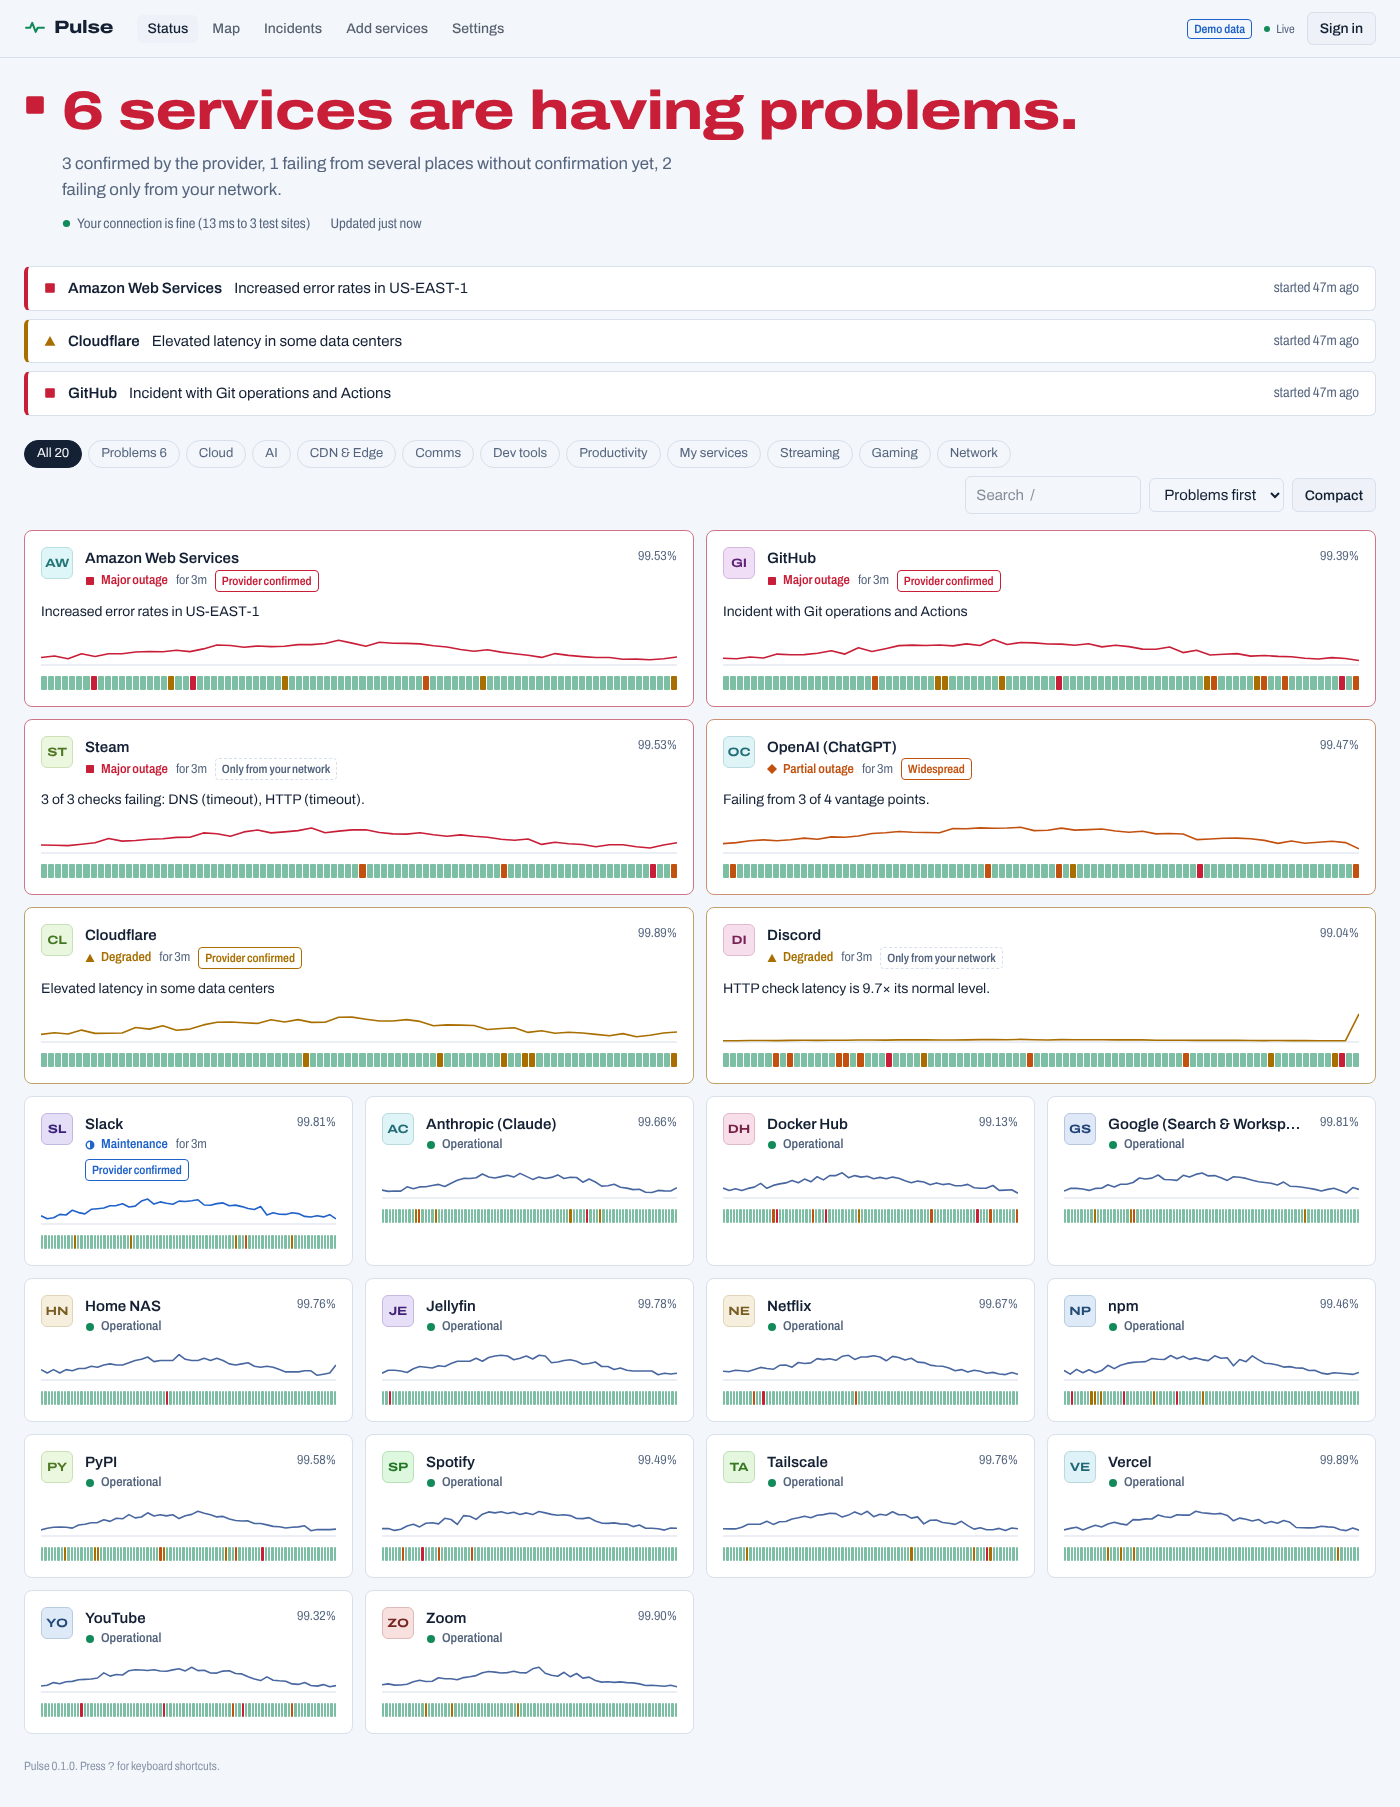 Pulse
Status
Map
Incidents
Add services
Settings
Demo data
Live
Sign in
6 services are having problems.
3 confirmed by the provider, 1 failing from several places without confirmation yet, 2
failing only from your network.
Your connection is fine (13 ms to 3 test sites)
Updated just now
Amazon Web Services Increased error rates in US-EAST-1 started 47m ago
Cloudflare Elevated latency in some data centers started 47m ago
GitHub Incident with Git operations and Actions started 47m ago
All 20
Problems 6
Cloud
AI
CDN & Edge
Comms
Dev tools
Productivity
My services
Streaming
Gaming
Network
Search /
Problems first
Compact
AW Amazon Web Services 99.53%
Major outage for 3m Provider confirmed
Increased error rates in US-EAST-1
GI GitHub 99.39%
Major outage for 3m Provider confirmed
Incident with Git operations and Actions
ST Steam 99.53%
Major outage for 3m Only from your network
3 of 3 checks failing: DNS (timeout), HTTP (timeout).
OC OpenAI (ChatGPT) 99.47%
Partial outage for 3m Widespread
Failing from 3 of 4 vantage points.
CL Cloudflare 99.89%
Degraded for 3m Provider confirmed
Elevated latency in some data centers
DI Discord 99.04%
Degraded for 3m Only from your network
HTTP check latency is 9.7× its normal level.
SL Slack 99.81%
Maintenance for 3m
Provider confirmed
AC Anthropic (Claude) 99.66%
Operational
DH Docker Hub 99.13%
Operational
GS Google (Search & Worksp... 99.81%
Operational
HN Home NAS 99.76%
Operational
JE Jellyfin 99.78%
Operational
NE Netflix 99.67%
Operational
NP npm 99.46%
Operational
PY PyPI 99.58%
Operational
SP Spotify 99.49%
Operational
TA Tailscale 99.76%
Operational
VE Vercel 99.89%
Operational
YO YouTube 99.32%
Operational
ZO Zoom 99.90%
Operational
Pulse 0.1.0. Press ? for keyboard shortcuts.